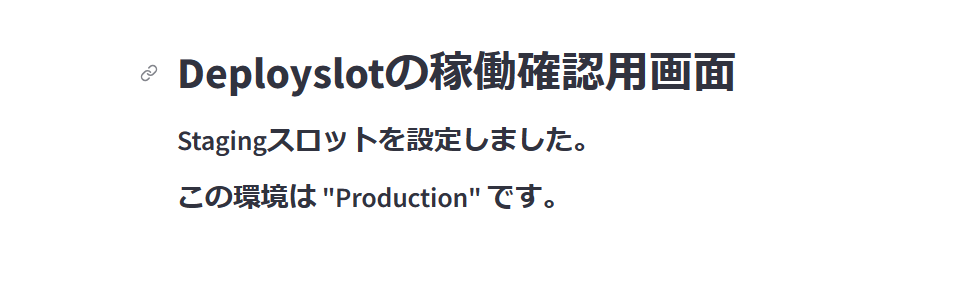 Deployslotの稼働確認用画面
Stagingスロットを設定しました。
この環境は "Production" です。